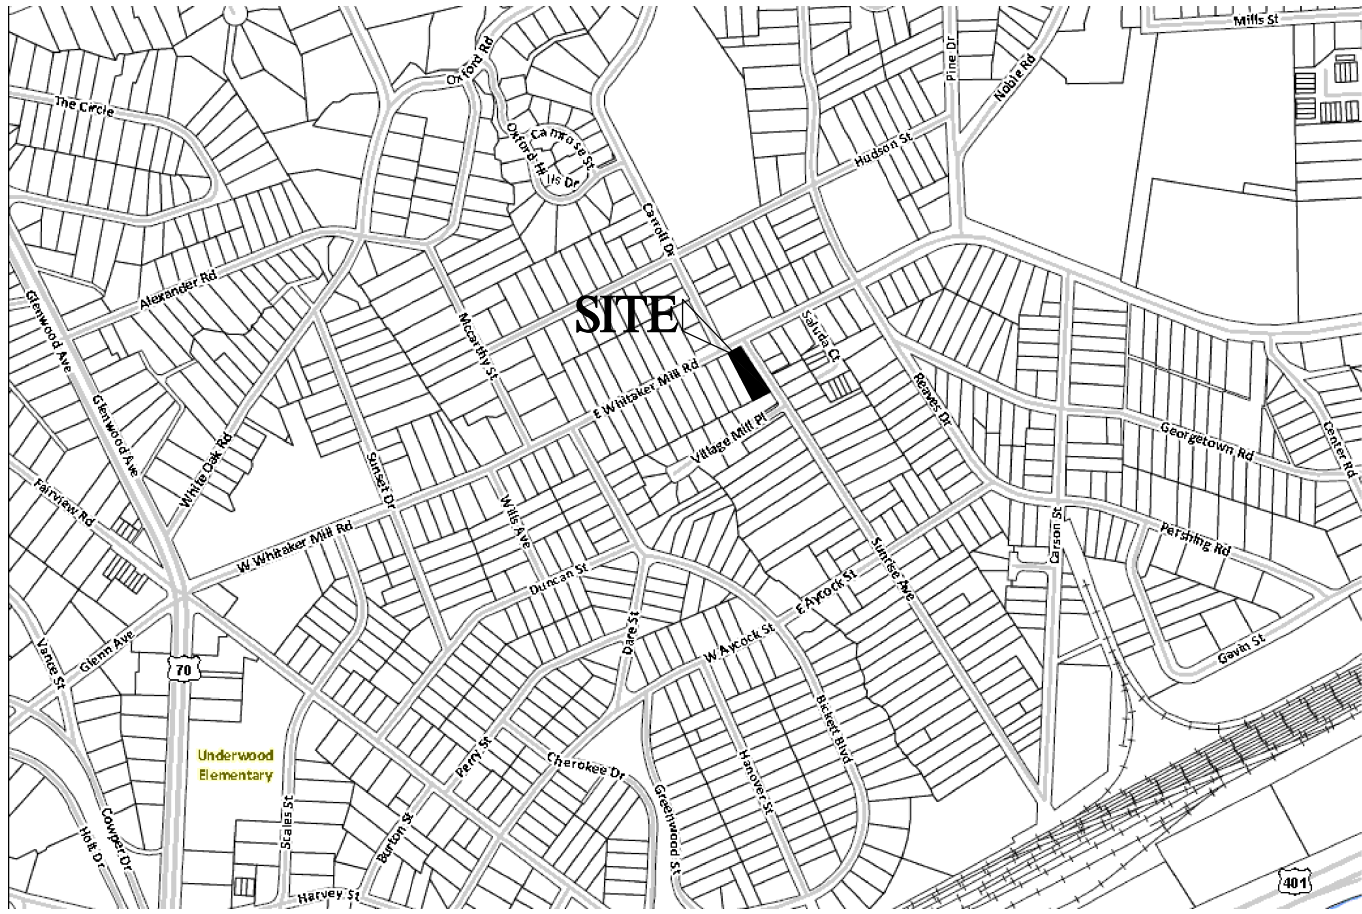 Mills St
Oxford Rd
Pine Dr
Noble Rd
The Circle
Camrose St
Oxford Hills Dr
Hudson St
Carroll Dr
Alexander Rd
Glenwood Ave
SITE
Saluda Ct
Mccarthy St
E Whitaker Mill Rd
Reaves Dr
Glenwood Ave
Village Mill Pl
Georgetown Rd
Center Rd
White Oak Rd
Sunset Dr
Fairview Rd
Wills Ave
W Whitaker Mill Rd
Carson St
Pershing Rd
Duncan St
Sunrise Ave
E Aycock St
Dare St
W Aycock St
Glenn Ave
Vance St
Gavin St
70
Bickett Blvd
Underwood
Elementary
Perry St
Cherokee Dr
Hanover St
Greenwood St
Scales St
Burton St
Cowper Dr
Holt Dr
Harvey St
401